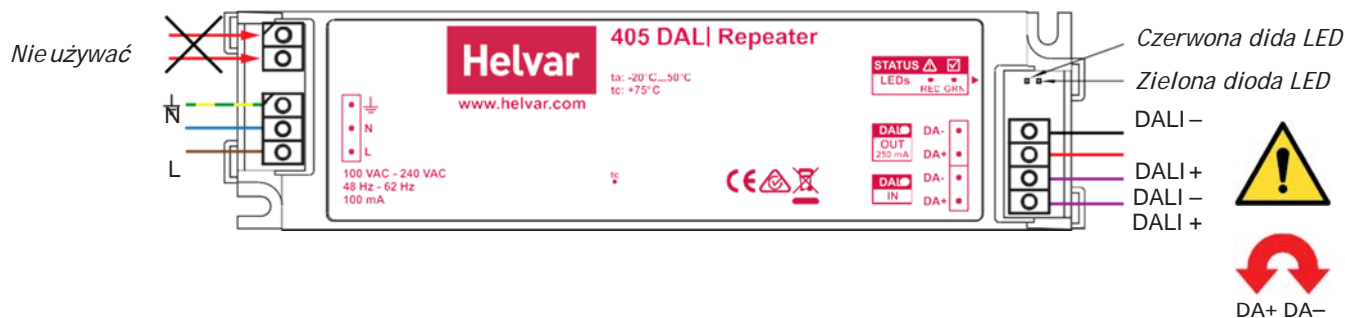 Nie używać
N
L
Helvar
www.helvar.com
405 DALI Repeater
ta: -20°C...50°C
tc: +75°C
STATUS
LEDs
RED GRN
N
L
100 VAC - 240 VAC
48 Hz - 62 Hz
100 mA
tc
CE
DALI
OUT
250 mA
DA-
DA+
DALI
IN
DA-
DA+
Czerwona dida LED
Zielona dioda LED
DALI –
DALI +
DALI –
DALI +
DA+ DA–